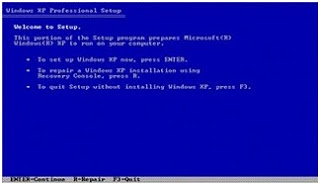 Windows XP Professional Setup
Welcome to Setup.
This portion of the Setup program prepares Microsoft(R)
Windows(R) XP to run on your computer.
• To set up Windows XP now, press ENTER.
• To repair a Windows XP installation using
Recovery Console, press R.
• To quit Setup without installing Windows XP, press F3.
ENTER=Continue R=Repair F3=Quit